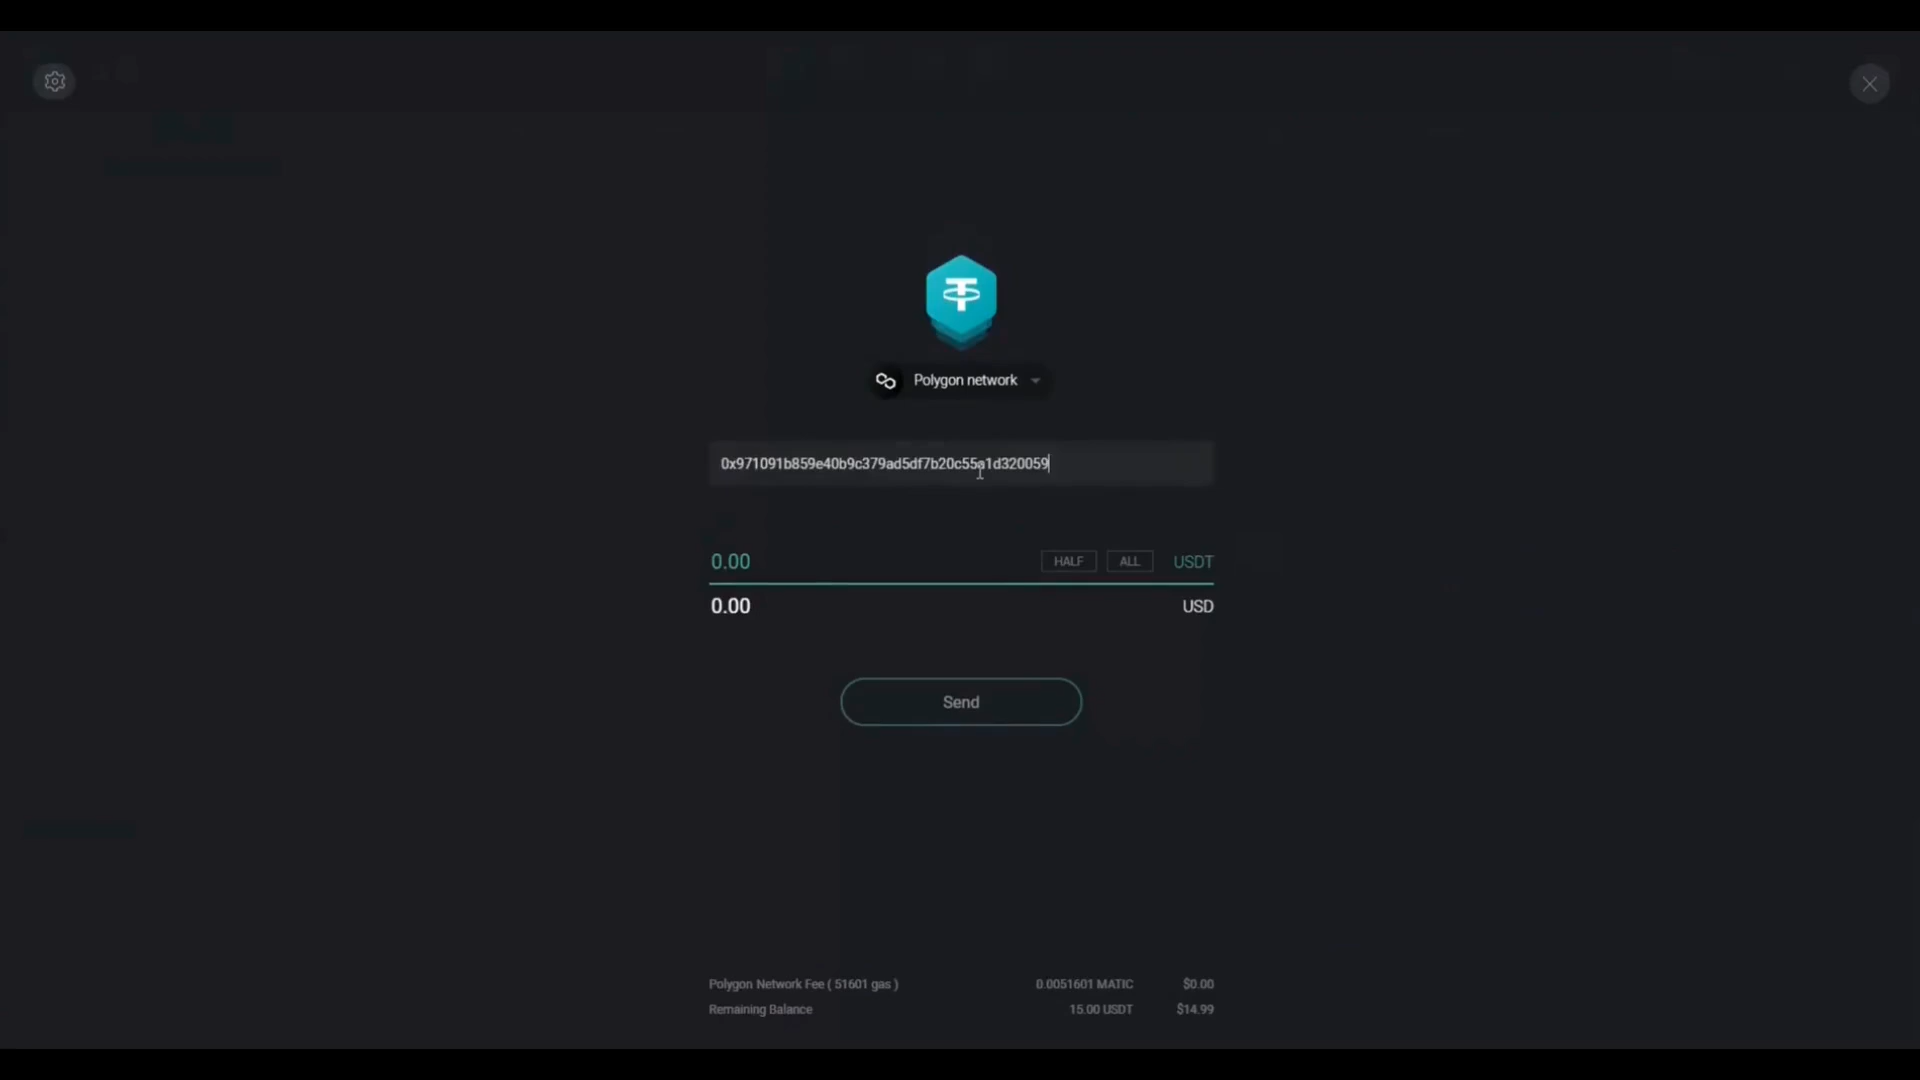 Polygon network
0x971091b859e40b9c379ad5df7b20c55a1d320059
0.00 HALF ALL USDT
0.00 USD
Send
Polygon Network Fee ( 51601 gas ) 0.0051601 MATIC $0.00
Remaining Balance 15.00 USDT $14.99